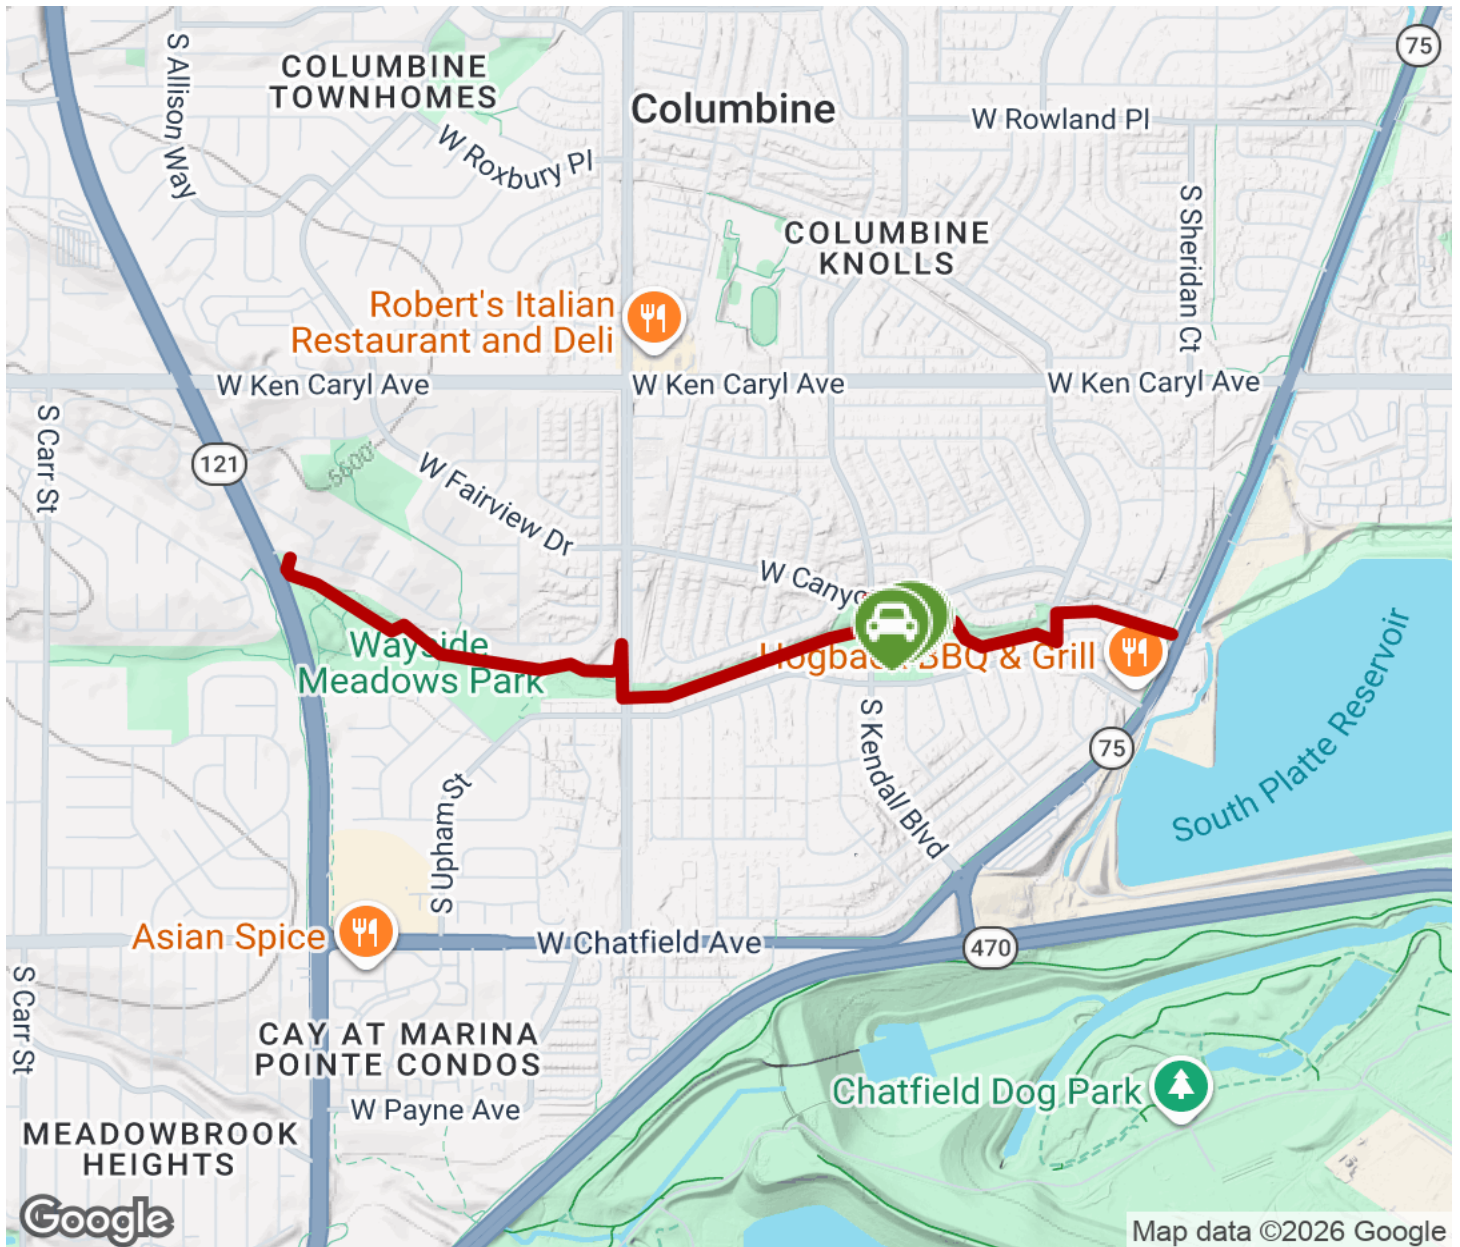 75
S Allison Way
COLUMBINE
TOWNHOMES
Columbine
W Rowland Pl
W Roxbury Pl
S Sheridan Ct
COLUMBINE
KNOLLS
Robert's Italian
Restaurant and Deli
W Ken Caryl Ave
W Ken Caryl Ave
W Ken Caryl Ave
S Carr St
121
5600'
W Fairview Dr
W Canyo
Wayside
Meadows Park
Hogback BBQ & Grill
South Platte Reservoir
S Kendall Blvd
75
S Upham St
Asian Spice
W Chatfield Ave
470
S Carr St
CAY AT MARINA
POINTE CONDOS
Chatfield Dog Park
W Payne Ave
MEADOWBROOK
HEIGHTS
Google
Map data ©2026 Google